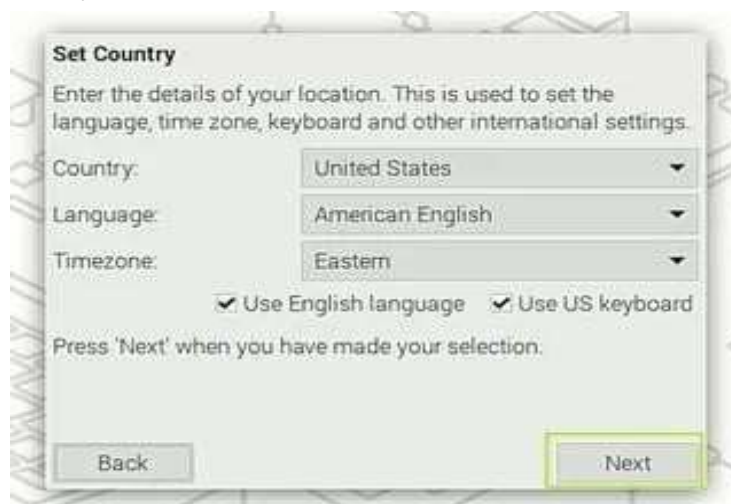 Set Country
Enter the details of your location. This is used to set the
language, time zone, keyboard and other international settings.
Country: United States
Language: American English
Timezone: Eastern
Use English language Use US keyboard
Press 'Next' when you have made your selection.
Back Next